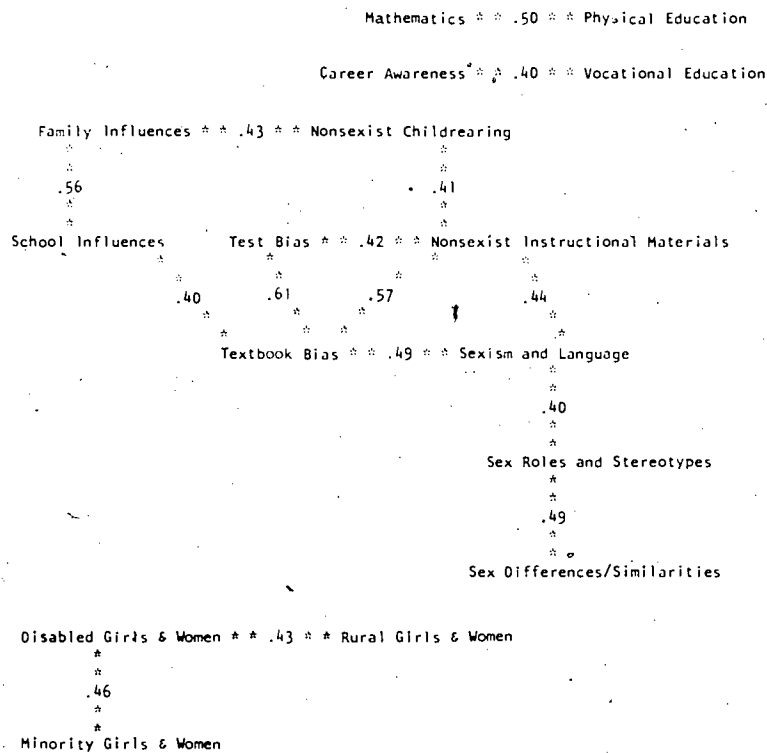 Mathematics * * .50 * * Physical Education
Career Awareness * * .40 * * Vocational Education
Family Influences * * .43 * * Nonsexist Childrearing
* *
* *
.56 .41
* *
* *
School Influences Test Bias * * .42 * * Nonsexist Instructional Materials
* * * *
* * * *
.40 .61 .57 .44
* * * *
* * * *
Textbook Bias * * .49 * * Sexism and Language
*
*
.40
*
*
Sex Roles and Stereotypes
*
*
.49
*
*
Sex Differences/Similarities
Disabled Girls & Women * * .43 * * Rural Girls & Women
*
*
.46
*
*
Minority Girls & Women